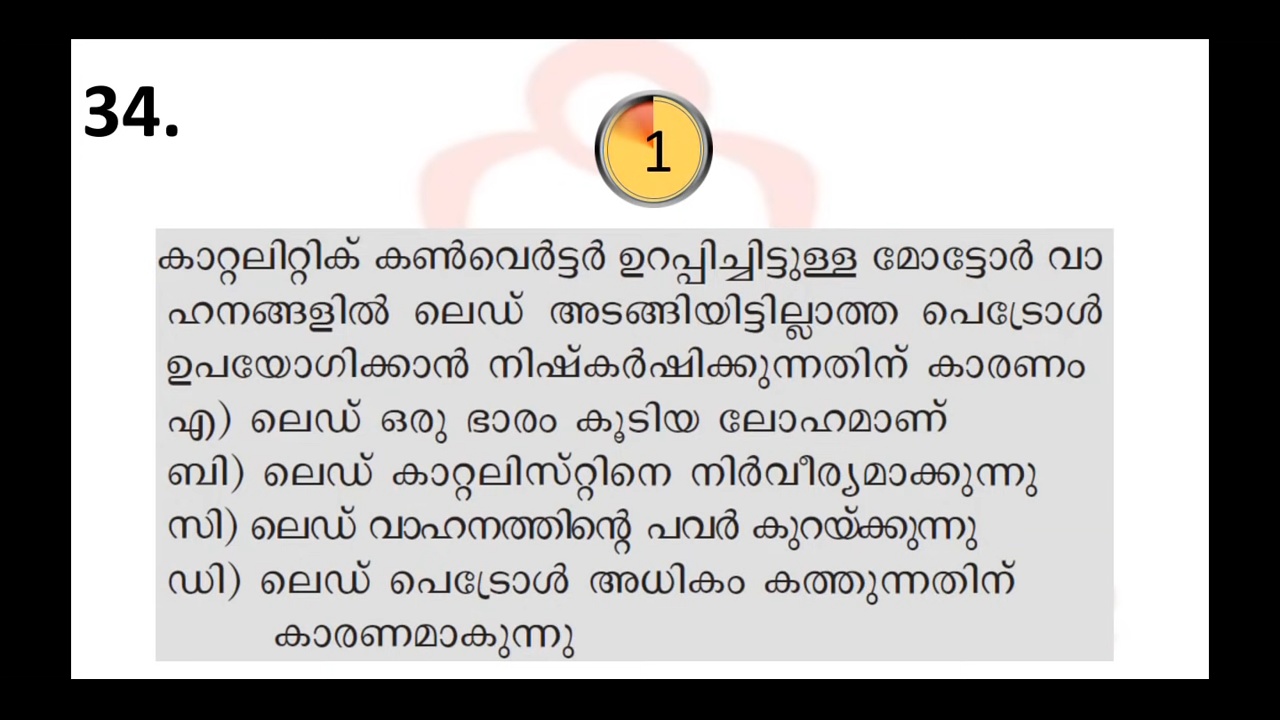 34.
1
കാറ്റലിറ്റിക് കൺവെർട്ടർ ഉറപ്പിച്ചിട്ടുള്ള മോട്ടോർ വാ
ഹനങ്ങളിൽ ലെഡ് അടങ്ങിയിട്ടില്ലാത്ത പെട്രോൾ
ഉപയോഗിക്കാൻ നിഷ്കർഷിക്കുന്നതിന് കാരണം
എ) ലെഡ് ഒരു ഭാരം കൂടിയ ലോഹമാണ്
ബി) ലെഡ് കാറ്റലിസ്റ്റിനെ നിർവീര്യമാക്കുന്നു
സി) ലെഡ് വാഹനത്തിന്റെ പവർ കുറയ്ക്കുന്നു
ഡി) ലെഡ് പെട്രോൾ അധികം കത്തുന്നതിന്
കാരണമാകുന്നു